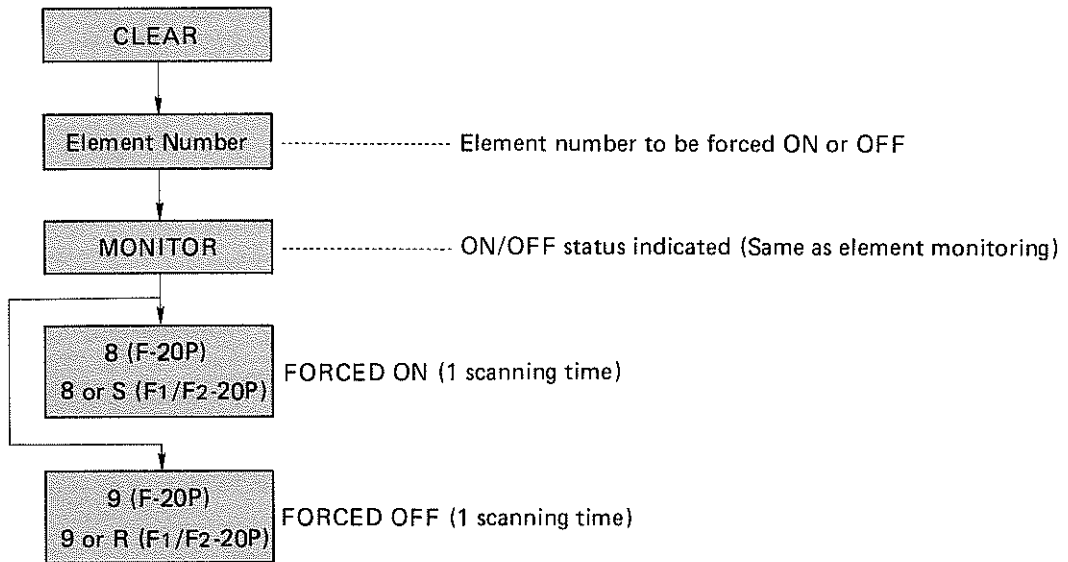 CLEAR
Element Number ---------------------- Element number to be forced ON or OFF
MONITOR ---------------------- ON/OFF status indicated (Same as element monitoring)
8 (F-20P)
8 or S (F1/F2-20P)
FORCED ON (1 scanning time)
9 (F-20P)
9 or R (F1/F2-20P)
FORCED OFF (1 scanning time)